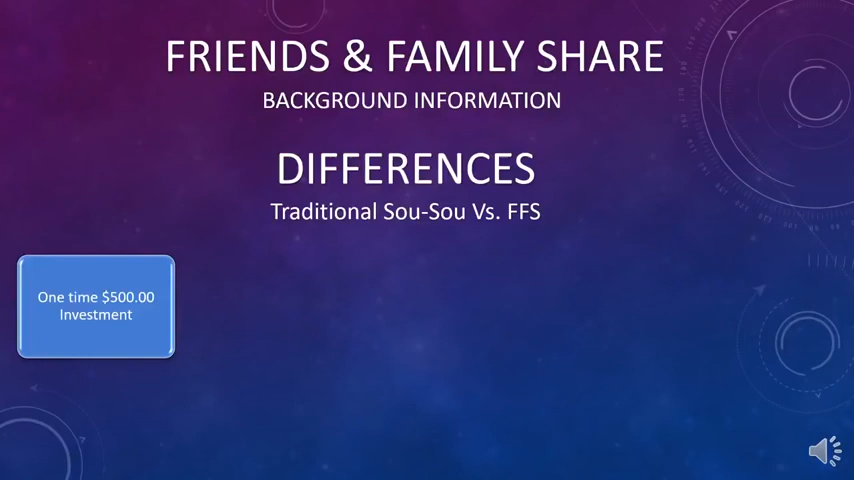 FRIENDS & FAMILY SHARE
BACKGROUND INFORMATION
DIFFERENCES
Traditional Sou-Sou Vs. FFS
One time $500.00
Investment